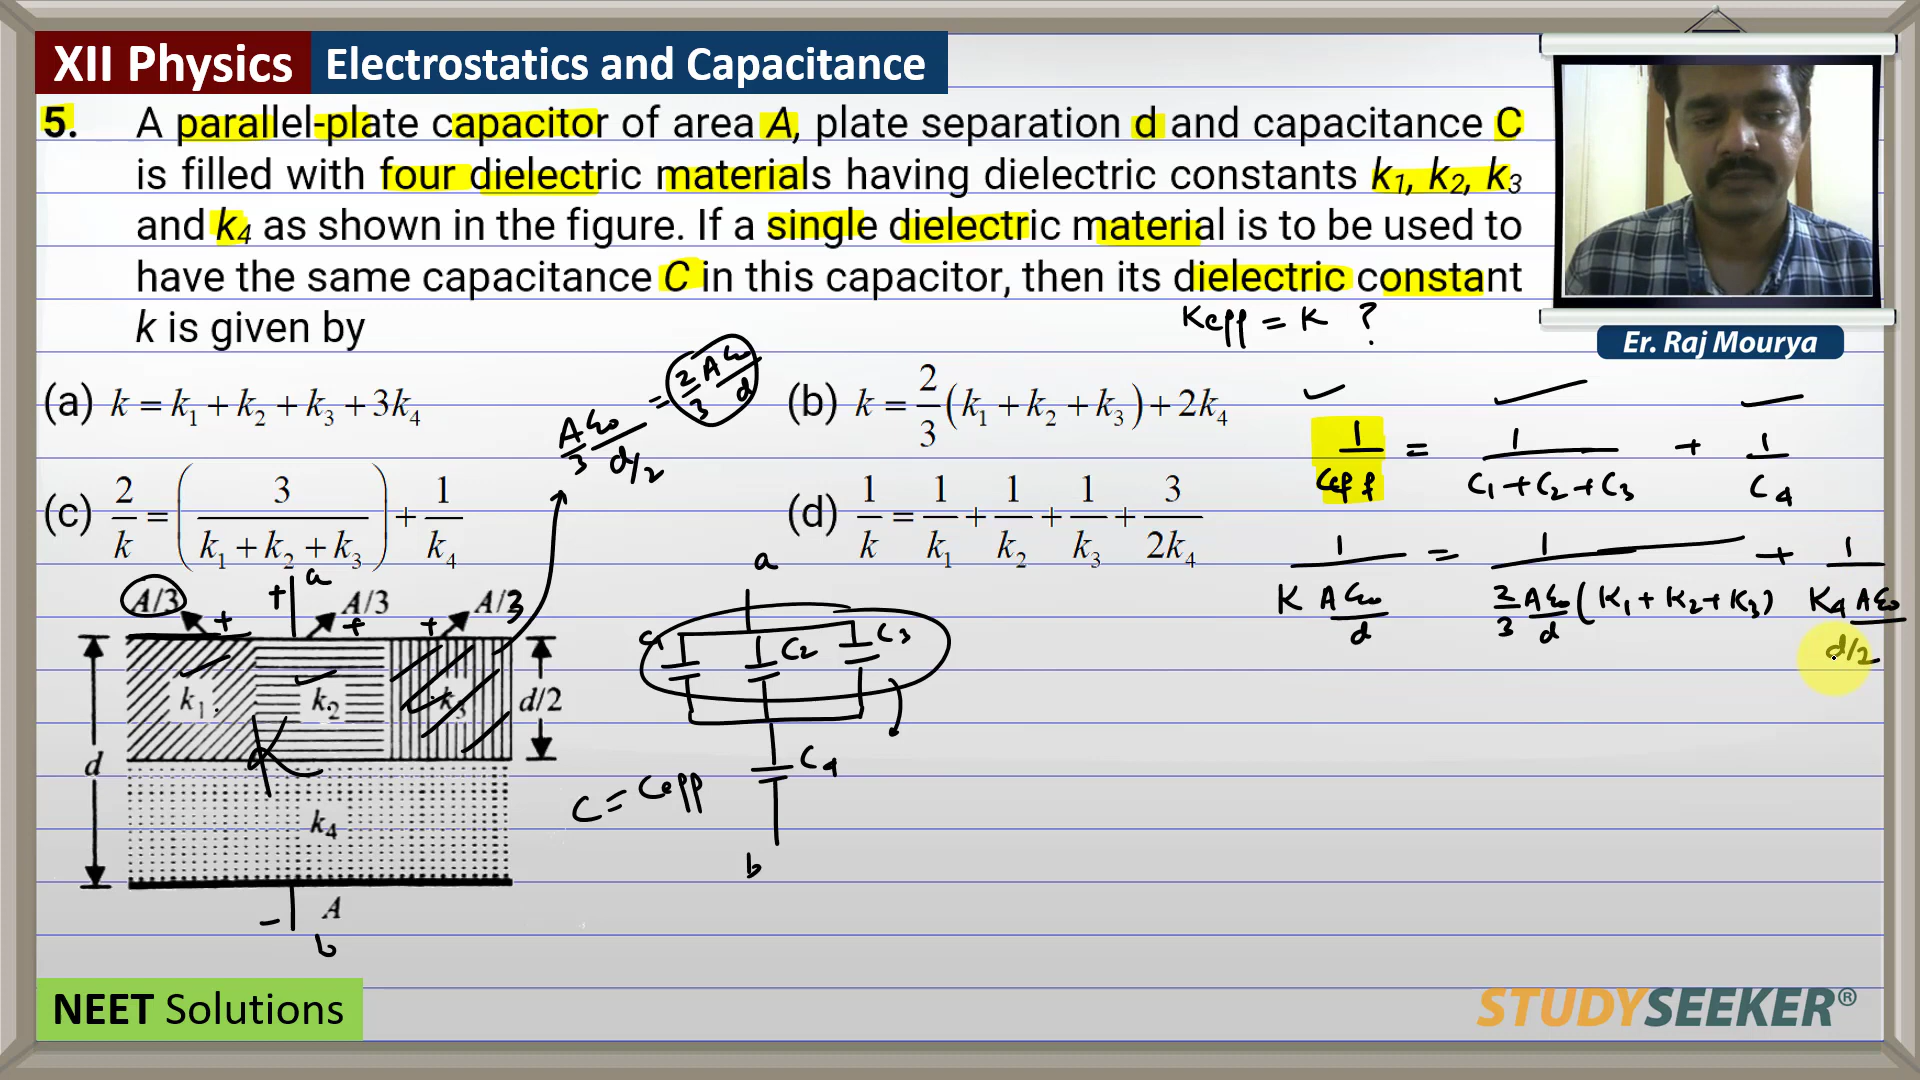 XII Physics Electrostatics and Capacitance
5. A parallel-plate capacitor of area A, plate separation d and capacitance C
is filled with four dielectric materials having dielectric constants k₁, k₂, k₃
and k₄ as shown in the figure. If a single dielectric material is to be used to
have the same capacitance C in this capacitor, then its dielectric constant
k is given by
Keff = K ?
Er. Raj Mourya
(a) k = k₁ + k₂ + k₃ + 3k₄
(b) k = 2/3 (k₁ + k₂ + k₃) + 2k₄
(c) 2/k = (3/(k₁ + k₂ + k₃)) + 1/k₄
(d) 1/k = 1/k₁ + 1/k₂ + 1/k₃ + 3/2k₄
A/3 ε₀/d/2 = 2/3 Aε₀/d
1/Ceff = 1/C₁+C₂+C₃ + 1/C₄
1/K Aε₀/d = 1/2/3 Aε₀/d (K₁+K₂+K₃) + 1/K₄ Aε₀/d/2
A/3 + + a A/3 + + A/3
d k₁ k₂ k₃ d/2
k₄
A
− b
a
C₁ C₂ C₃
C₄
b
C = Ceff
NEET Solutions
STUDYSEEKER®